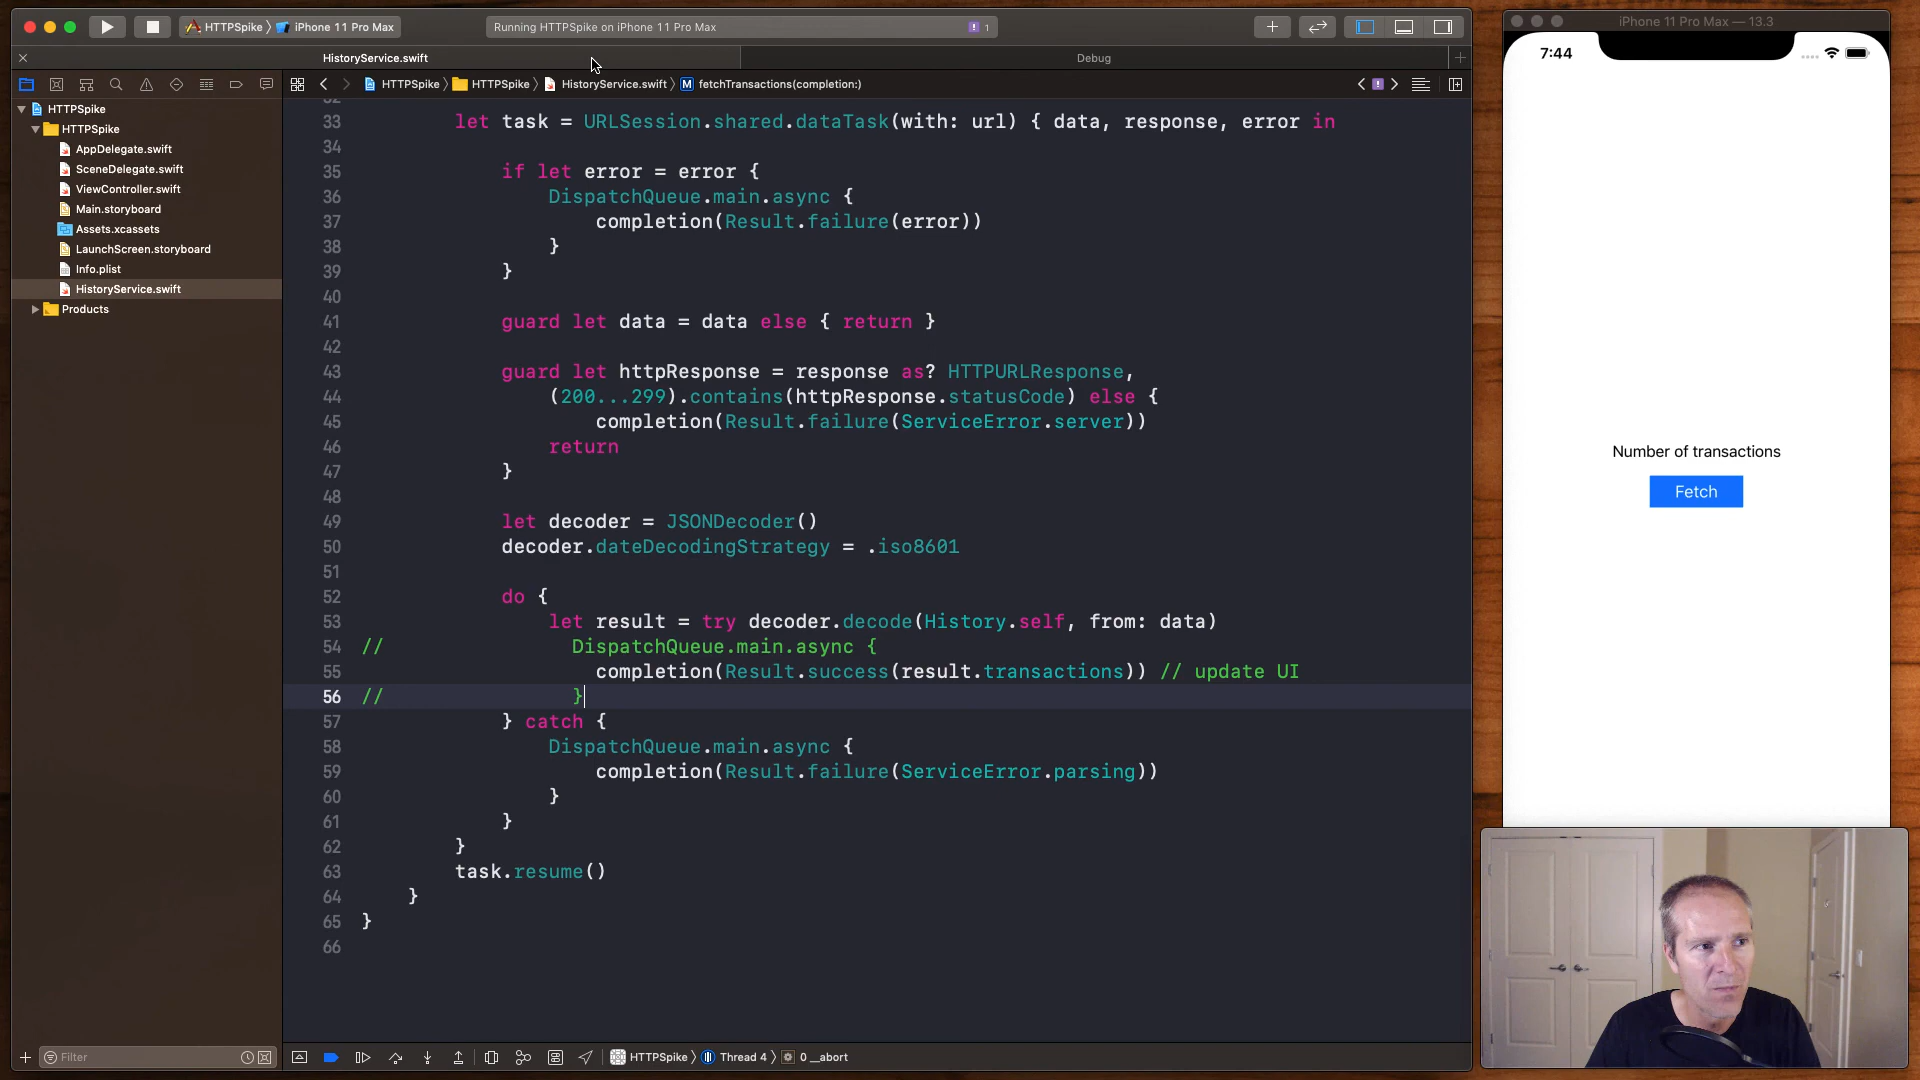 HTTPSpike iPhone 11 Pro Max
Running HTTPSpike on iPhone 11 Pro Max
1
HistoryService.swift
Debug
HTTPSpike HTTPSpike HistoryService.swift M fetchTransactions(completion:)
HTTPSpike
HTTPSpike
AppDelegate.swift
SceneDelegate.swift
ViewController.swift
Main.storyboard
Assets.xcassets
LaunchScreen.storyboard
Info.plist
HistoryService.swift
Products
Filter
33 let task = URLSession.shared.dataTask(with: url) { data, response, error in
34
35 if let error = error {
36 DispatchQueue.main.async {
37 completion(Result.failure(error))
38 }
39 }
40
41 guard let data = data else { return }
42
43 guard let httpResponse = response as? HTTPURLResponse,
44 (200...299).contains(httpResponse.statusCode) else {
45 completion(Result.failure(ServiceError.server))
46 return
47 }
48
49 let decoder = JSONDecoder()
50 decoder.dateDecodingStrategy = .iso8601
51
52 do {
53 let result = try decoder.decode(History.self, from: data)
54 // DispatchQueue.main.async {
55 completion(Result.success(result.transactions)) // update UI
56 // }
57 } catch {
58 DispatchQueue.main.async {
59 completion(Result.failure(ServiceError.parsing))
60 }
61 }
62 }
63 task.resume()
64 }
65 }
66
HTTPSpike Thread 4 0 __abort
iPhone 11 Pro Max — 13.3
7:44
Number of transactions
Fetch